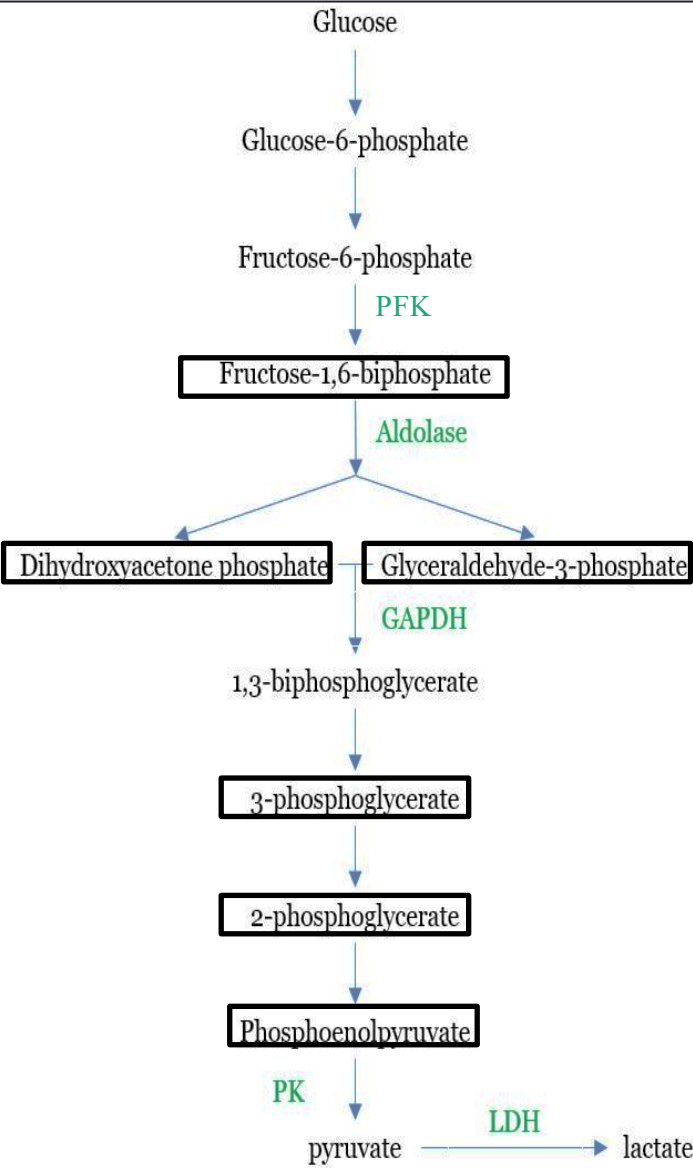 Glucose
Glucose-6-phosphate
Fructose-6-phosphate
PFK
Fructose-1,6-biphosphate
Aldolase
Dihydroxyacetone phosphate
Glyceraldehyde-3-phosphate
GAPDH
1,3-biphosphoglycerate
3-phosphoglycerate
2-phosphoglycerate
Phosphoenolpyruvate
PK
LDH
pyruvate
lactate